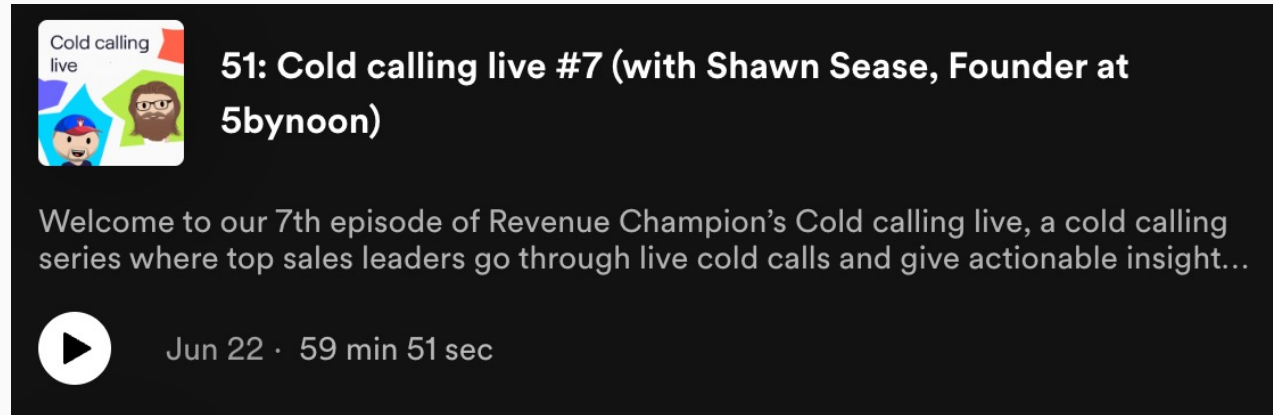 Cold calling
live
51: Cold calling live #7 (with Shawn Sease, Founder at
5bynoon)
Welcome to our 7th episode of Revenue Champion’s Cold calling live, a cold calling
series where top sales leaders go through live cold calls and give actionable insight...
Jun 22 · 59 min 51 sec